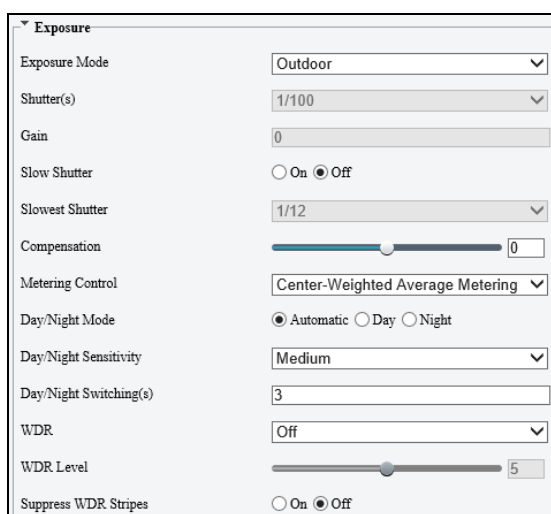 Exposure
Exposure Mode Outdoor
Shutter(s) 1/100
Gain 0
Slow Shutter On Off
Slowest Shutter 1/12
Compensation 0
Metering Control Center-Weighted Average Metering
Day/Night Mode Automatic Day Night
Day/Night Sensitivity Medium
Day/Night Switching(s) 3
WDR Off
WDR Level 5
Suppress WDR Stripes On Off